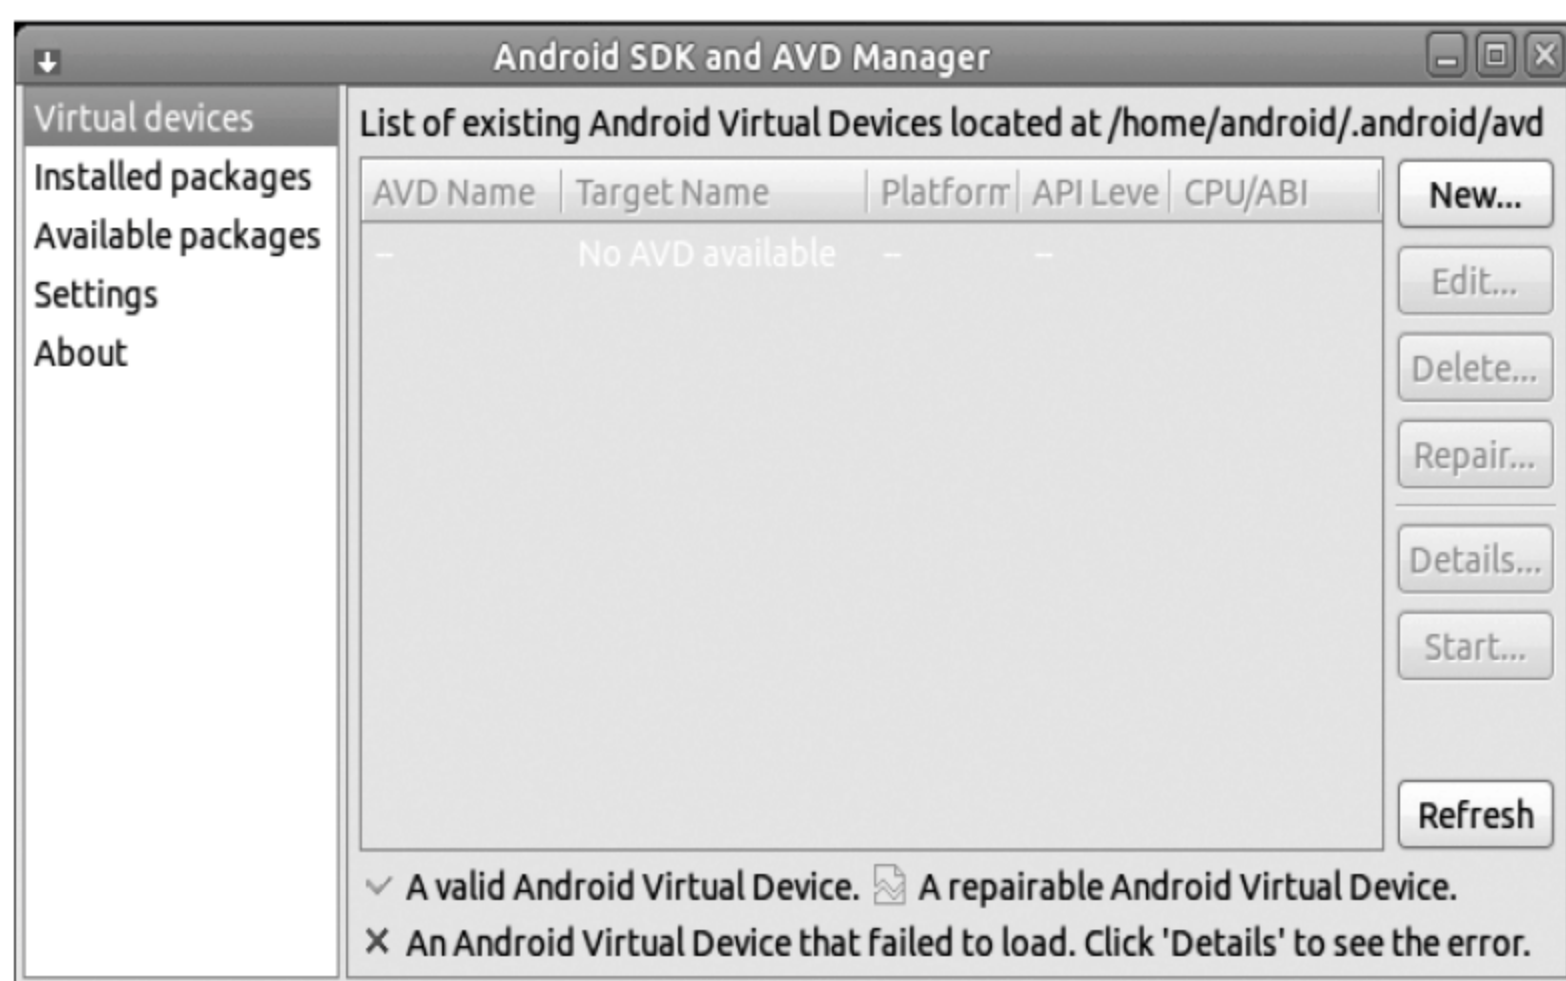 Android SDK and AVD Manager
Virtual devices
Installed packages
Available packages
Settings
About
List of existing Android Virtual Devices located at /home/android/.android/avd
AVD Name Target Name Platform API Leve CPU/ABI
-- No AVD available -- --
New...
Edit...
Delete...
Repair...
Details...
Start...
Refresh
A valid Android Virtual Device. A repairable Android Virtual Device.
An Android Virtual Device that failed to load. Click 'Details' to see the error.